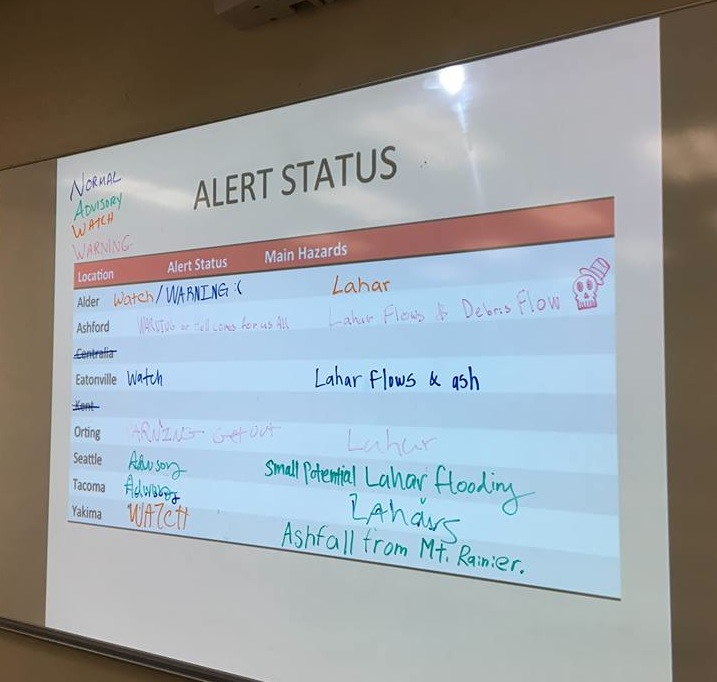 NORMAL
ADVISORY
WATCH
WARNING
ALERT STATUS
Location Alert Status Main Hazards
Alder Watch/WARNING :( Lahar
Ashford WARNING or Hell comes for us All Lahar Flows & Debris Flow
Centralia
Eatonville Watch Lahar flows & ash
Kent
Orting WARNING GET OUT Lahar
Seattle Advisory Small Potential Lahar flooding
Tacoma Advisory Lahars
Yakima WATCH Ashfall from Mt. Rainier.